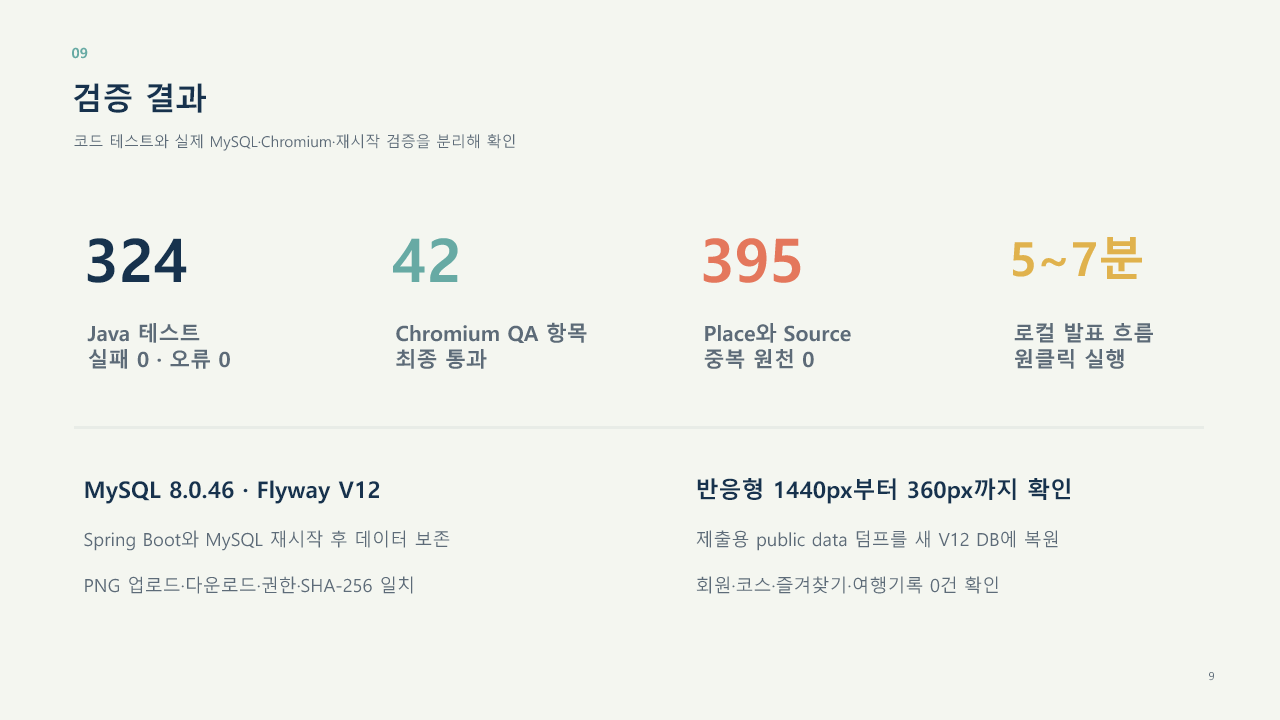 09
검증 결과
코드 테스트와 실제 MySQL·Chromium·재시작 검증을 분리해 확인
324
42
395
5~7분
Java 테스트
실패 0 · 오류 0
Chromium QA 항목
최종 통과
Place와 Source
중복 원천 0
로컬 발표 흐름
원클릭 실행
MySQL 8.0.46 · Flyway V12
Spring Boot와 MySQL 재시작 후 데이터 보존
PNG 업로드·다운로드·권한·SHA-256 일치
반응형 1440px부터 360px까지 확인
제출용 public data 덤프를 새 V12 DB에 복원
회원·코스·즐겨찾기·여행기록 0건 확인
9